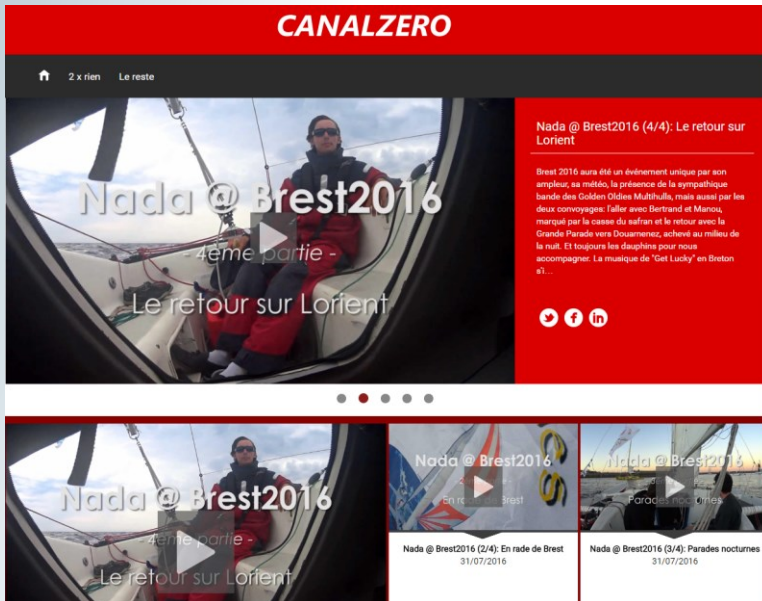 CANALZERO
2 x rien Le reste
Nada @ Brest2016
- 4ème partie -
Le retour sur Lorient
Nada @ Brest2016 (4/4): Le retour sur
Lorient
Brest 2016 aura été un événement unique par son
ampleur, sa météo, la présence de la sympathique
bande des Golden Oldies Multihulls, mais aussi par les
deux convoyages: l'aller avec Bertrand et Manou,
marqué par la casse du safran et le retour avec la
Grande Parade vers Douarnenez, achevé au milieu de
la nuit. Et toujours les dauphins pour nous
accompagner. La musique de "Get Lucky" en Breton
s'i...
Nada @ Brest2016
- 4ème partie -
Le retour sur Lorient
Nada @ Brest2016
En rade de Brest
Nada @ Brest2016 (2/4): En rade de Brest
31/07/2016
Nada @ Brest2016
Parades nocturnes
Nada @ Brest2016 (3/4): Parades nocturnes
31/07/2016